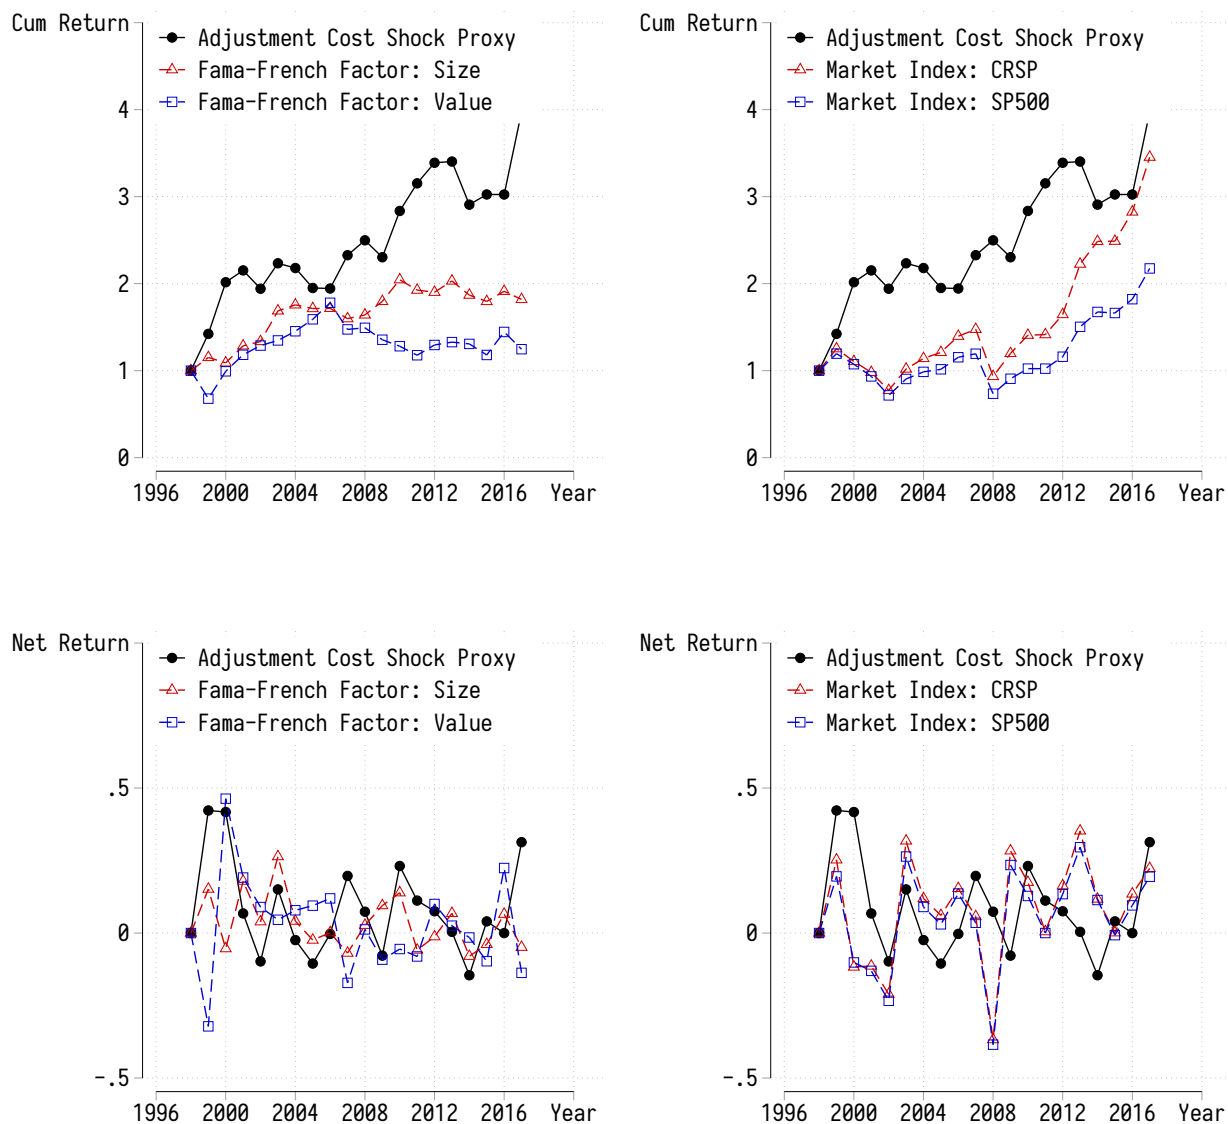 Cum Return
Adjustment Cost Shock Proxy
Fama-French Factor: Size
Fama-French Factor: Value
4
3
2
1
0
1996 2000 2004 2008 2012 2016 Year
Cum Return
Adjustment Cost Shock Proxy
Market Index: CRSP
Market Index: SP500
4
3
2
1
0
1996 2000 2004 2008 2012 2016 Year
Net Return
Adjustment Cost Shock Proxy
Fama-French Factor: Size
Fama-French Factor: Value
.5
0
-.5
1996 2000 2004 2008 2012 2016 Year
Net Return
Adjustment Cost Shock Proxy
Market Index: CRSP
Market Index: SP500
.5
0
-.5
1996 2000 2004 2008 2012 2016 Year